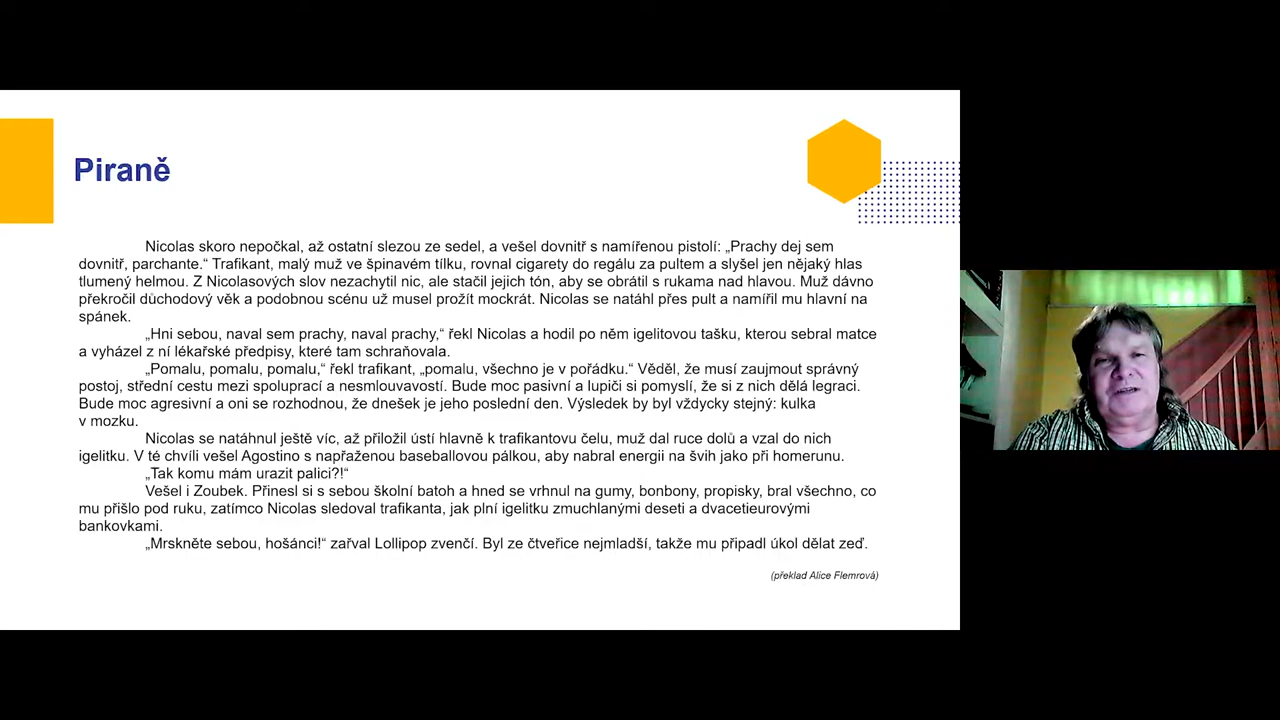 Piraně
Nicolas skoro nepočkal, až ostatní slezou ze sedel, a vešel dovnitř s namířenou pistolí: „Prachy dej sem
dovnitř, parchante.“ Trafikant, malý muž ve špinavém tílku, rovnal cigarety do regálu za pultem a slyšel jen nějaký hlas
tlumený helmou. Z Nicolasových slov nezachytil nic, ale stačil jejich tón, aby se obrátil s rukama nad hlavou. Muž dávno
překročil důchodový věk a podobnou scénu už musel prožít mockrát. Nicolas se natáhl přes pult a namířil mu hlavní na
spánek.
„Hni sebou, naval sem prachy, naval prachy,“ řekl Nicolas a hodil po něm igelitovou tašku, kterou sebral matce
a vyházel z ní lékařské předpisy, které tam schraňovala.
„Pomalu, pomalu, pomalu,“ řekl trafikant, „pomalu, všechno je v pořádku.“ Věděl, že musí zaujmout správný
postoj, střední cestu mezi spoluprací a nesmlouvavostí. Bude moc pasivní a lupiči si pomyslí, že si z nich dělá legraci.
Bude moc agresivní a oni se rozhodnou, že dnešek je jeho poslední den. Výsledek by byl vždycky stejný: kulka
v mozku.
Nicolas se natáhnul ještě víc, až přiložil ústí hlavně k trafikantovu čelu, muž dal ruce dolů a vzal do nich
igelitku. V té chvíli vešel Agostino s napřaženou baseballovou pálkou, aby nabral energii na švih jako při homerunu.
„Tak komu mám urazit palici?!“
Vešel i Zoubek. Přinesl si s sebou školní batoh a hned se vrhnul na gumy, bonbony, propisky, bral všechno, co
mu přišlo pod ruku, zatímco Nicolas sledoval trafikanta, jak plní igelitku zmuchlanými deseti a dvacetieurovými
bankovkami.
„Mrskněte sebou, hošánci!“ zařval Lollipop zvenčí. Byl ze čtveřice nejmladší, takže mu připadl úkol dělat zeď.
(překlad Alice Flemrová)